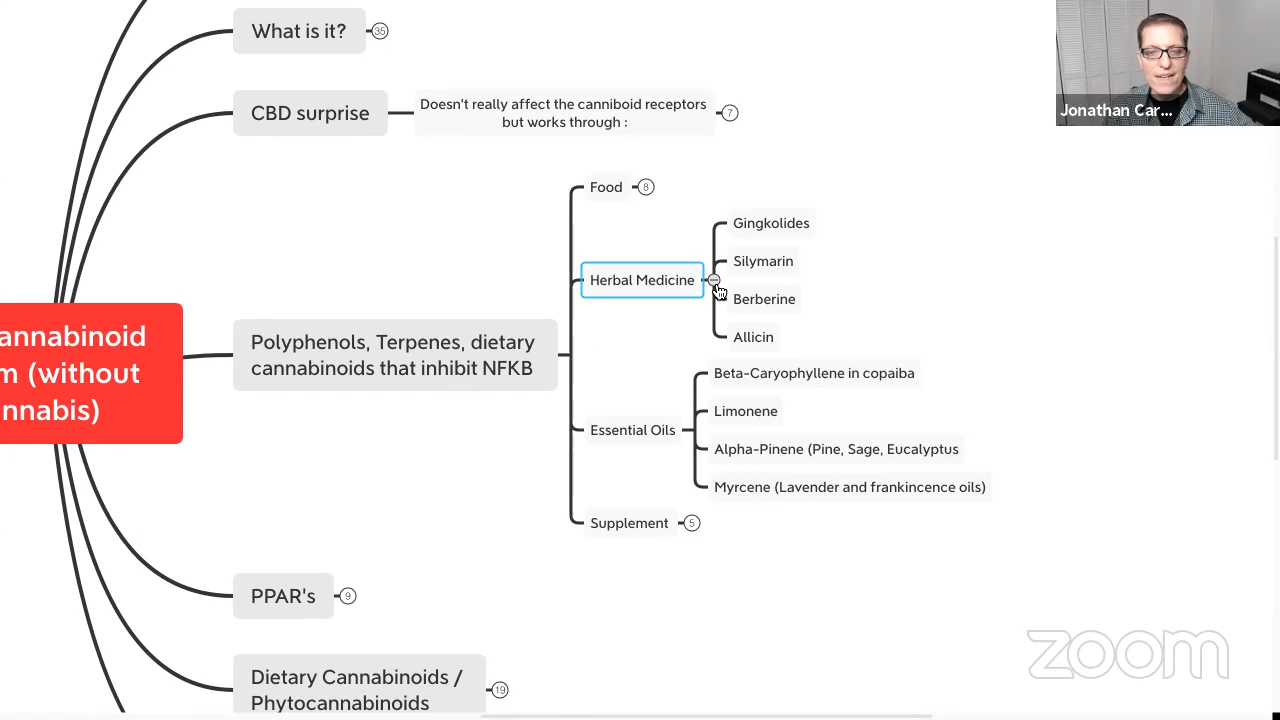 What is it?
35
Jonathan Car...
CBD surprise
Doesn't really affect the canniboid receptors
but works through :
7
Food
8
Gingkolides
Silymarin
Herbal Medicine
Berberine
Allicin
annabinoid
m (without
nnabis)
Polyphenols, Terpenes, dietary
cannabinoids that inhibit NFKB
Beta-Caryophyllene in copaiba
Limonene
Essential Oils
Alpha-Pinene (Pine, Sage, Eucalyptus
Myrcene (Lavender and frankincence oils)
Supplement
5
PPAR's
9
zoom
Dietary Cannabinoids /
Phytocannabinoids
19